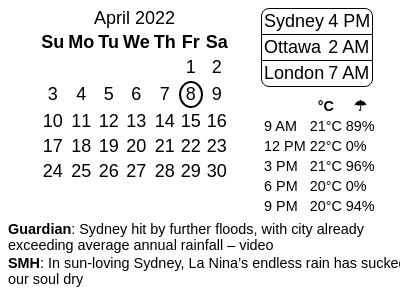 April 2022
Su Mo Tu We Th Fr Sa
1 2
3 4 5 6 7 8 9
10 11 12 13 14 15 16
17 18 19 20 21 22 23
24 25 26 27 28 29 30
Sydney 4 PM
Ottawa 2 AM
London 7 AM
°C ☂
9 AM 21°C 89%
12 PM 22°C 0%
3 PM 21°C 96%
6 PM 20°C 0%
9 PM 20°C 94%
Guardian: Sydney hit by further floods, with city already
exceeding average annual rainfall – video
SMH: In sun-loving Sydney, La Nina’s endless rain has sucke
our soul dry